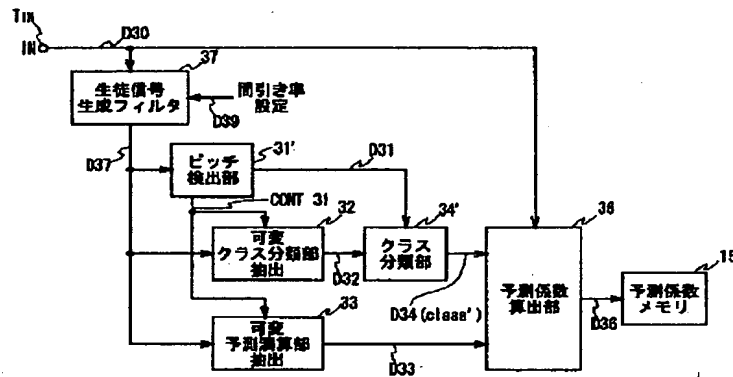 TIN
IN
D30
37
生徒信号
生成フィルタ
間引き率
設定
D39
D37
31'
ピッチ
検出部
D31
CONT 31
32
可変
クラス分類部
抽出
D32
34'
クラス
分類部
D34(class')
36
予測係数
算出部
D36
15
予測係数
メモリ
33
可変
予測演算部
抽出
D33